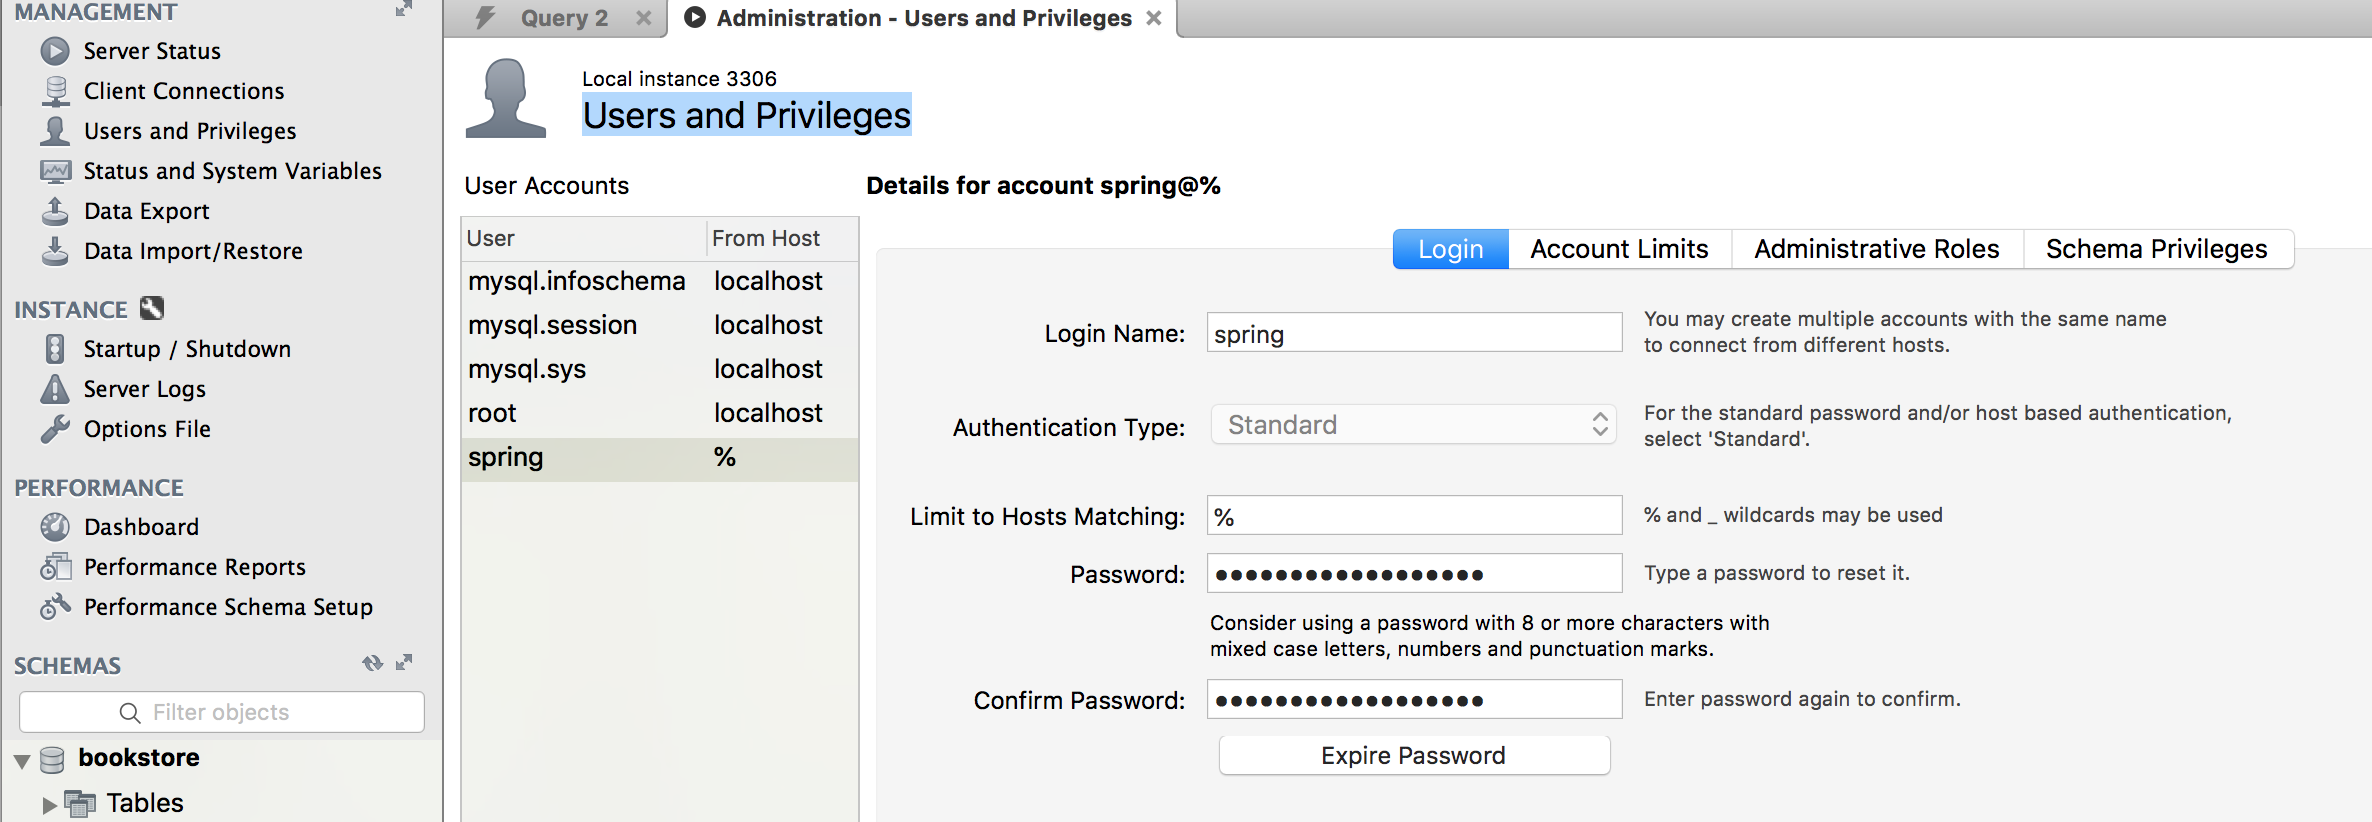 MANAGEMENT
Server Status
Client Connections
Users and Privileges
Status and System Variables
Data Export
Data Import/Restore
INSTANCE
Startup / Shutdown
Server Logs
Options File
PERFORMANCE
Dashboard
Performance Reports
Performance Schema Setup
SCHEMAS
Filter objects
bookstore
Tables
Query 2
Administration - Users and Privileges
Local instance 3306
Users and Privileges
User Accounts
User From Host
mysql.infoschema localhost
mysql.session localhost
mysql.sys localhost
root localhost
spring %
Details for account spring@%
Login Account Limits Administrative Roles Schema Privileges
Login Name: spring
You may create multiple accounts with the same name
to connect from different hosts.
Authentication Type: Standard
For the standard password and/or host based authentication,
select 'Standard'.
Limit to Hosts Matching: % % and _ wildcards may be used
Password: •••••••••••••••••• Type a password to reset it.
Consider using a password with 8 or more characters with
mixed case letters, numbers and punctuation marks.
Confirm Password: •••••••••••••••••• Enter password again to confirm.
Expire Password